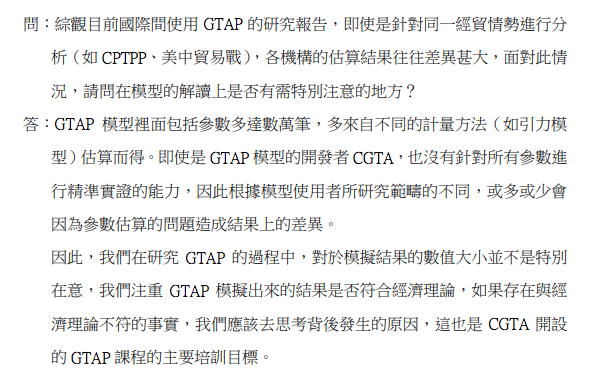 問：綜觀目前國際間使用 GTAP 的研究報告，即使是針對同一經貿情勢進行分
析（如 CPTPP、美中貿易戰），各機構的估算結果往往差異甚大，面對此情
況，請問在模型的解讀上是否有需特別注意的地方？
答：GTAP 模型裡面包括參數多達數萬筆，多來自不同的計量方法（如引力模
型）估算而得。即使是 GTAP 模型的開發者 CGTA，也沒有針對所有參數進
行精準實證的能力，因此根據模型使用者所研究範疇的不同，或多或少會
因為參數估算的問題造成結果上的差異。
因此，我們在研究 GTAP 的過程中，對於模擬結果的數值大小並不是特別
在意，我們注重 GTAP 模擬出來的結果是否符合經濟理論，如果存在與經
濟理論不符的事實，我們應該去思考背後發生的原因，這也是 CGTA 開設
的 GTAP 課程的主要培訓目標。